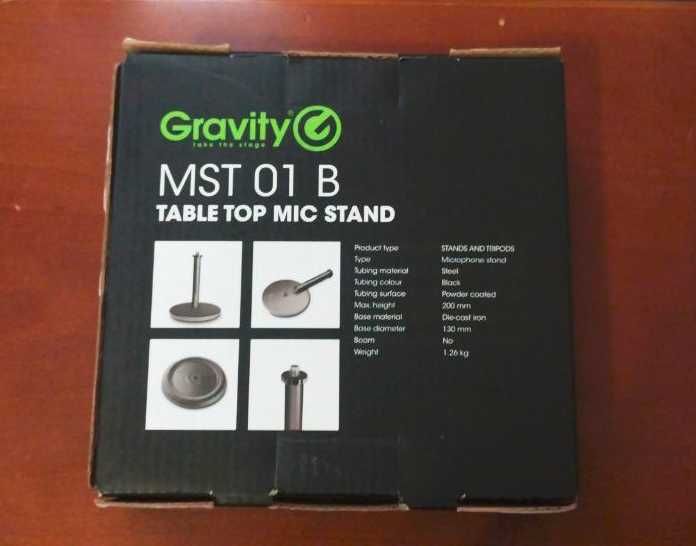 Gravity®
take the stage
MST 01 B
TABLE TOP MIC STAND
Product type STANDS AND TRIPODS
Type Microphone stand
Tubing material Steel
Tubing colour Black
Tubing surface Powder coated
Max. height 200 mm
Base material Die-cast iron
Base diameter 130 mm
Boom No
Weight 1.26 kg